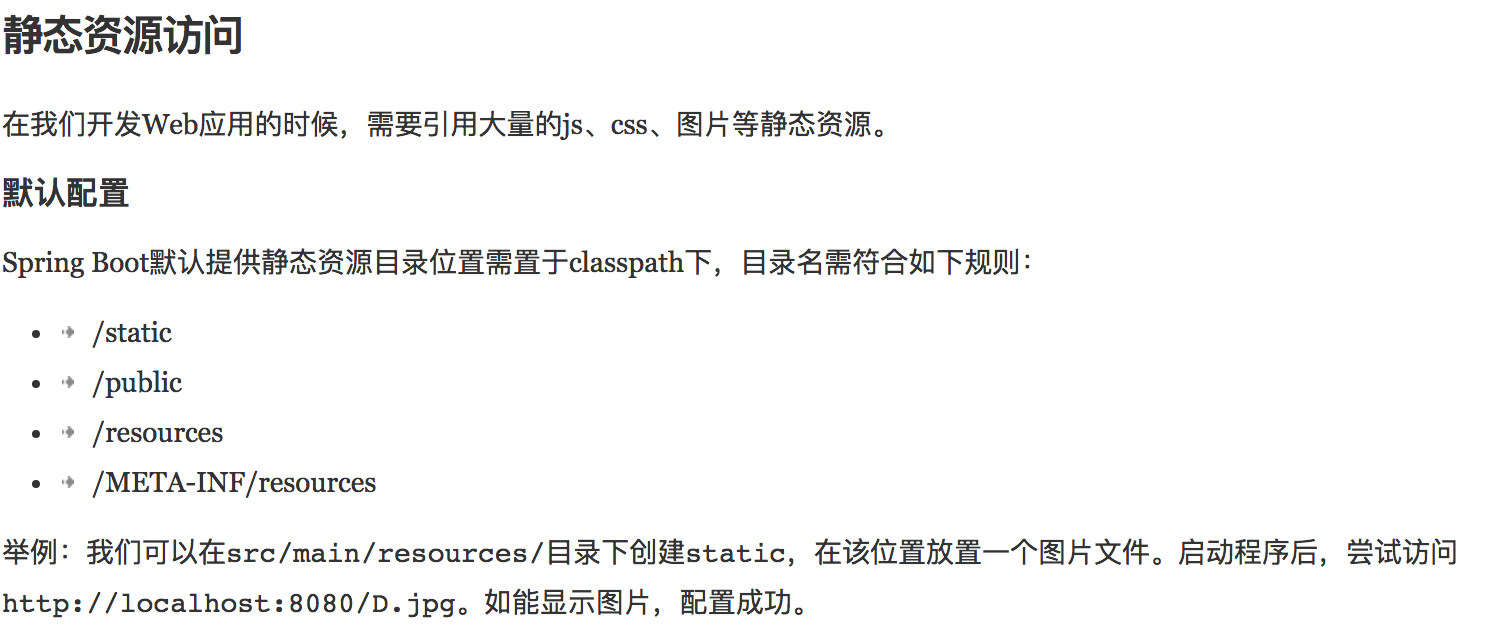 静态资源访问
在我们开发Web应用的时候，需要引用大量的js、css、图片等静态资源。
默认配置
Spring Boot默认提供静态资源目录位置需置于classpath下，目录名需符合如下规则：
/static
/public
/resources
/META-INF/resources
举例：我们可以在src/main/resources/目录下创建static，在该位置放置一个图片文件。启动程序后，尝试访问
http://localhost:8080/D.jpg。如能显示图片，配置成功。